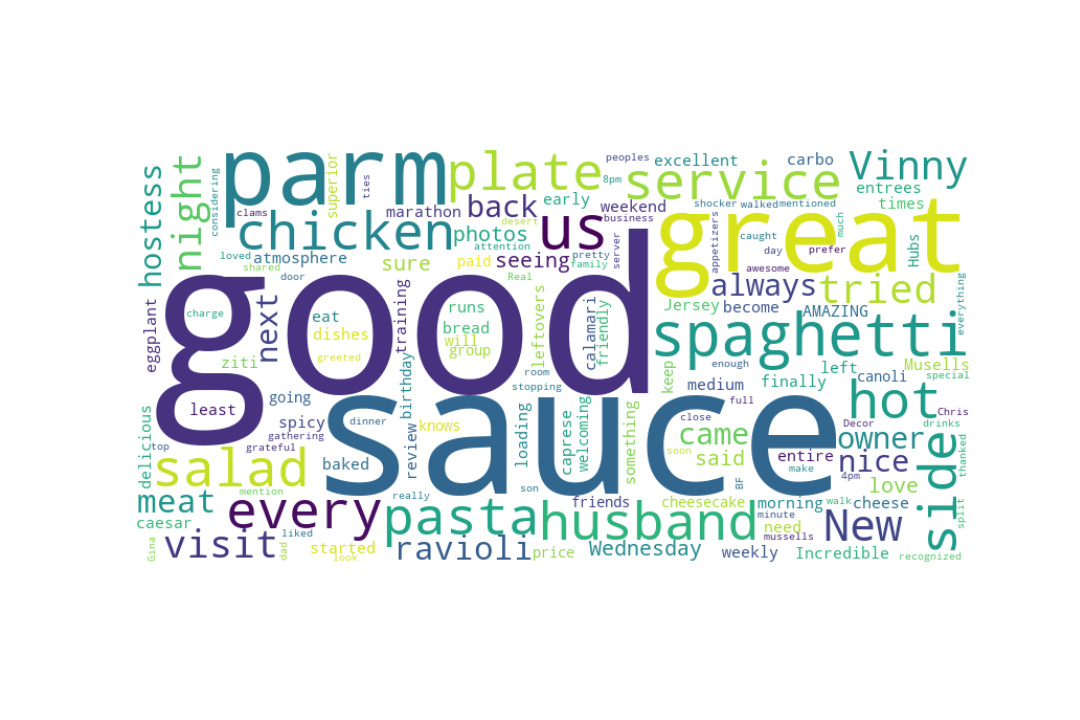 good
sauce
great
parm
spaghetti
chicken
plate
service
us
Vinny
hostess
night
superior
ties
peoples
8pm
excellent
carbo
entrees
times
considering
clams
marathon
back
early
weekend
business
shocker
walked
mentioned
much
photos
desert
attention
loved
atmosphere
shared
door
sure
paid
seeing
pretty
family
Real
server
appetizers
caught
day
prefer
awesome
Hubs
everything
always
tried
Jersey
become
AMAZING
eggplant
next
charge
eat
dishes
training
runs
bread
will
group
leftovers
calamari
friendly
ziti
greeted
birthday
room
stopping
enough
keep
medium
finally
left
canoli
Musells
special
least
going
spicy
gathering
grateful
dinner
review
knows
loading
caprese
welcoming
something
close
full
hot
Chris
Decor
drinks
owner
came
said
soon
nice
side
thanked
delicious
top
salad
baked
mention
really
son
BF
entire
make
4pm
love
meat
caesar
every
pasta
husband
friends
cheesecake
morning
walk
cheese
minute
need
mussells
New
split
Gina
visit
dad
liked
started
look
ravioli
price
Wednesday
weekly
Incredible
recognized